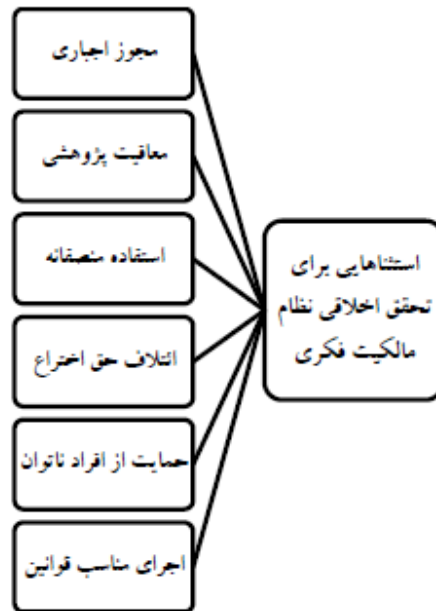 استثناهایی برای
تحقق اخلاقی نظام
مالکیت فکری
مجوز اجباری
معافیت پژوهشی
استفاده منصفانه
ائتلاف حق اختراع
حمایت از افراد ناتوان
اجرای مناسب قوانین